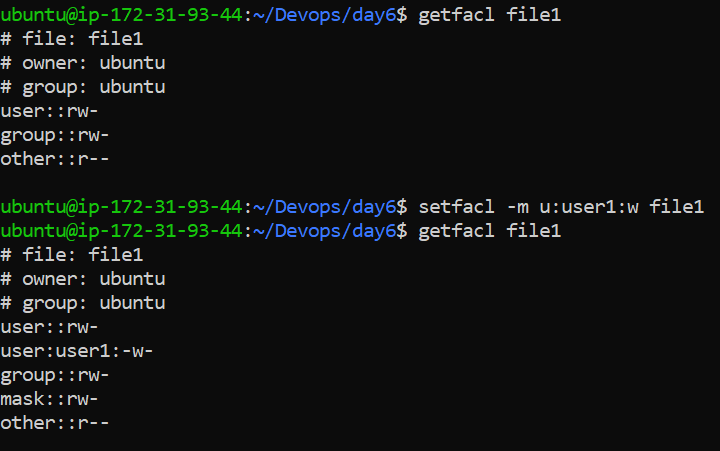 ubuntu@ip-172-31-93-44:~/Devops/day6$ getfacl file1
# file: file1
# owner: ubuntu
# group: ubuntu
user::rw-
group::rw-
other::r--

ubuntu@ip-172-31-93-44:~/Devops/day6$ setfacl -m u:user1:w file1
ubuntu@ip-172-31-93-44:~/Devops/day6$ getfacl file1
# file: file1
# owner: ubuntu
# group: ubuntu
user::rw-
user:user1:-w-
group::rw-
mask::rw-
other::r--